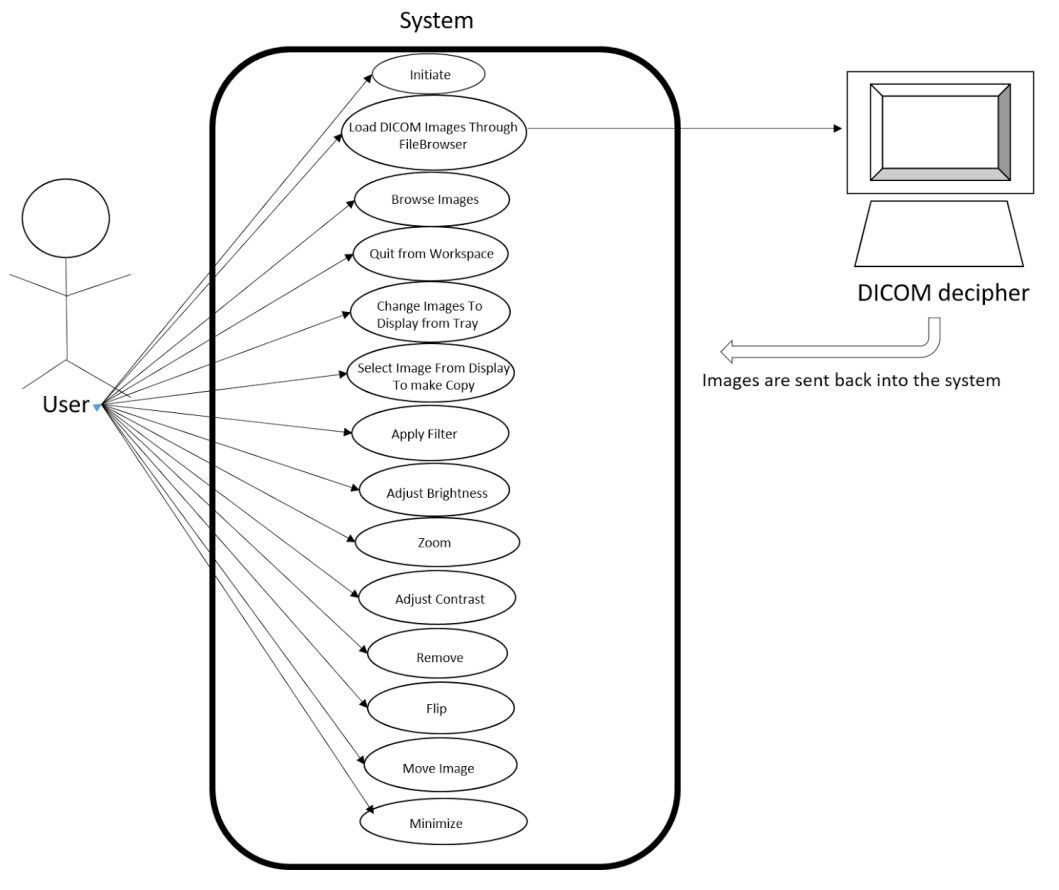 System
Initiate
Load DICOM Images Through
FileBrowser
Browse Images
Quit from Workspace
Change Images To
Display from Tray
Select Image From Display
To make Copy
Apply Filter
Adjust Brightness
Zoom
Adjust Contrast
Remove
Flip
Move Image
Minimize
User
DICOM decipher
Images are sent back into the system